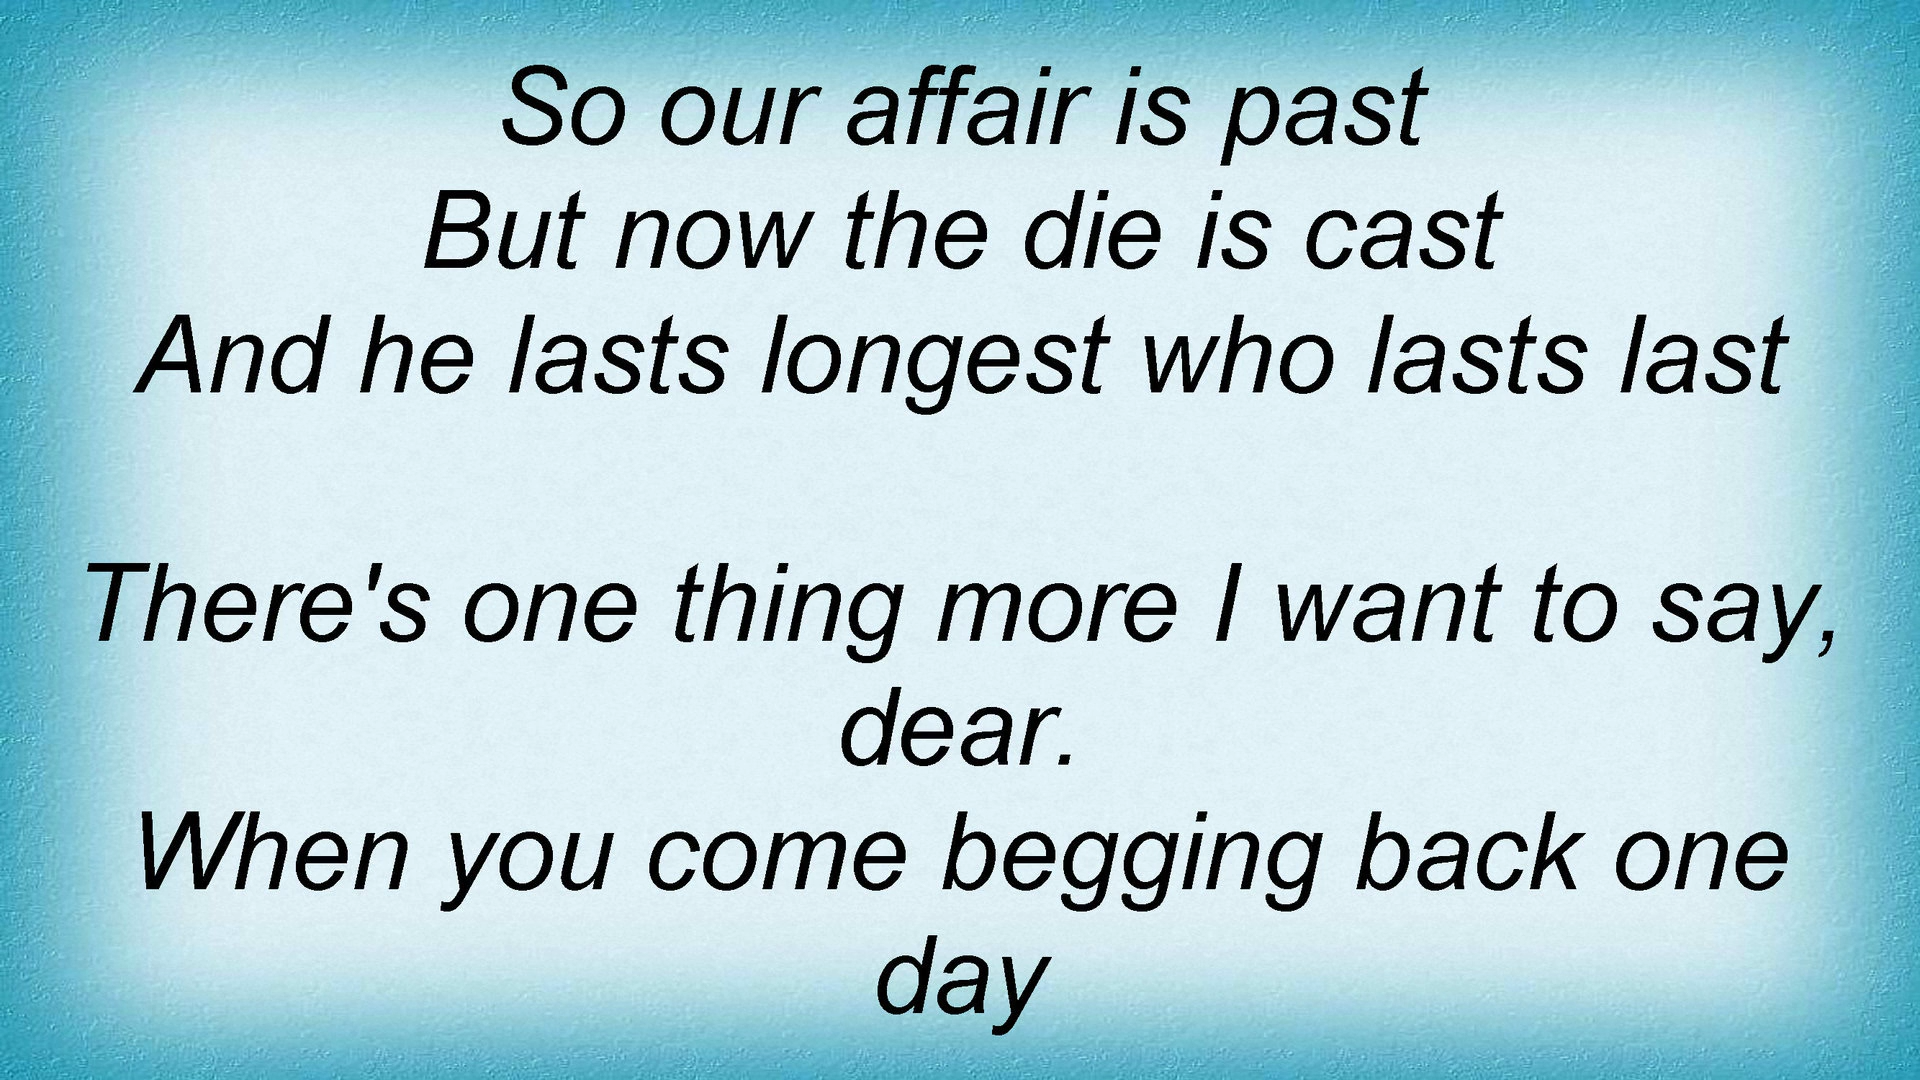 So our affair is past
But now the die is cast
And he lasts longest who lasts last
There's one thing more I want to say,
dear.
When you come begging back one
day